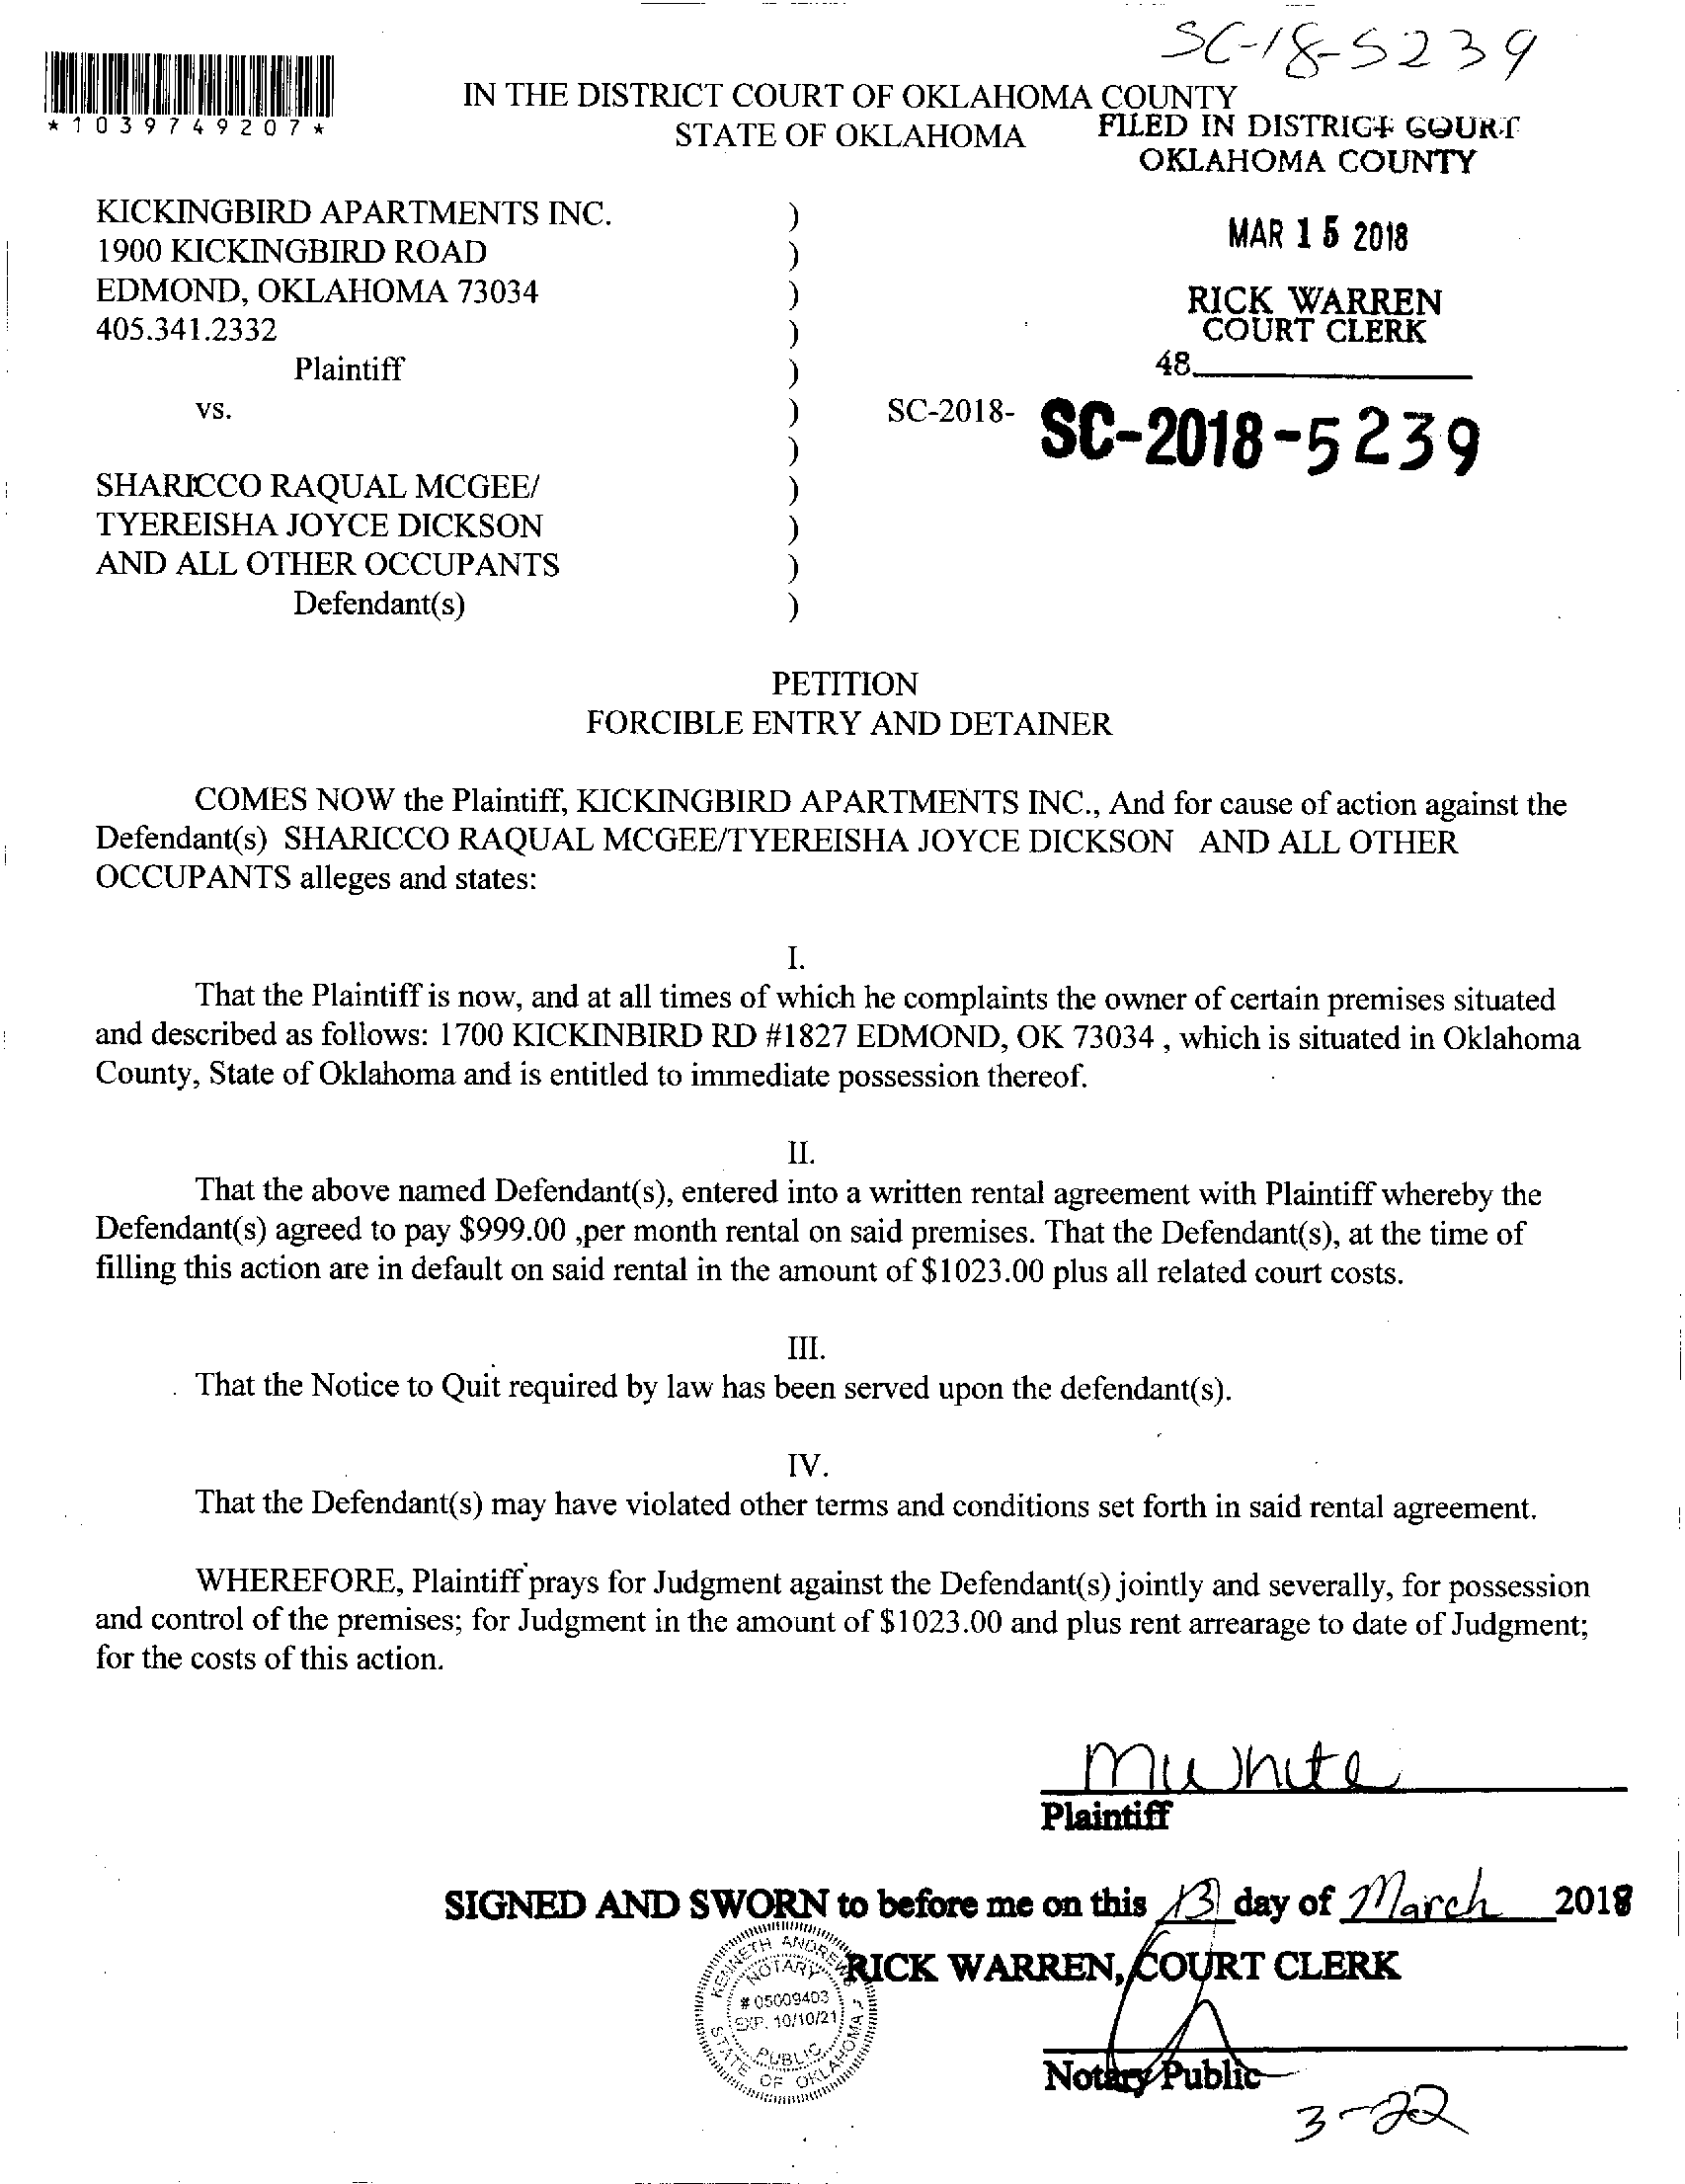 SC-18-5239
*1039749207*
IN THE DISTRICT COURT OF OKLAHOMA COUNTY
STATE OF OKLAHOMA
FILED IN DISTRICT COURT
OKLAHOMA COUNTY
KICKINGBIRD APARTMENTS INC. )
1900 KICKINGBIRD ROAD )
EDMOND, OKLAHOMA 73034 )
405.341.2332 )
Plaintiff )
MAR 15 2018
RICK WARREN
COURT CLERK
48
vs. ) SC-2018- SC-2018-5239
)
SHARICCO RAQUAL MCGEE/ )
TYEREISHA JOYCE DICKSON )
AND ALL OTHER OCCUPANTS )
Defendant(s) )
PETITION
FORCIBLE ENTRY AND DETAINER
COMES NOW the Plaintiff, KICKINGBIRD APARTMENTS INC., And for cause of action against the
Defendant(s) SHARICCO RAQUAL MCGEE/TYEREISHA JOYCE DICKSON AND ALL OTHER
OCCUPANTS alleges and states:
I.
That the Plaintiff is now, and at all times of which he complaints the owner of certain premises situated
and described as follows: 1700 KICKINBIRD RD #1827 EDMOND, OK 73034 , which is situated in Oklahoma
County, State of Oklahoma and is entitled to immediate possession thereof.
II.
That the above named Defendant(s), entered into a written rental agreement with Plaintiff whereby the
Defendant(s) agreed to pay $999.00 ,per month rental on said premises. That the Defendant(s), at the time of
filling this action are in default on said rental in the amount of $1023.00 plus all related court costs.
III.
That the Notice to Quit required by law has been served upon the defendant(s).
IV.
That the Defendant(s) may have violated other terms and conditions set forth in said rental agreement.
WHEREFORE, Plaintiff prays for Judgment against the Defendant(s) jointly and severally, for possession
and control of the premises; for Judgment in the amount of $1023.00 and plus rent arrearage to date of Judgment;
for the costs of this action.
M White
Plaintiff
SIGNED AND SWORN to before me on this 13 day of March 2018
RICK WARREN, COURT CLERK
KENNETH ANDREWS
NOTARY
# 05009403
EXP. 10/10/21
PUBLIC
STATE OF OKLAHOMA
Notary Public
3-22